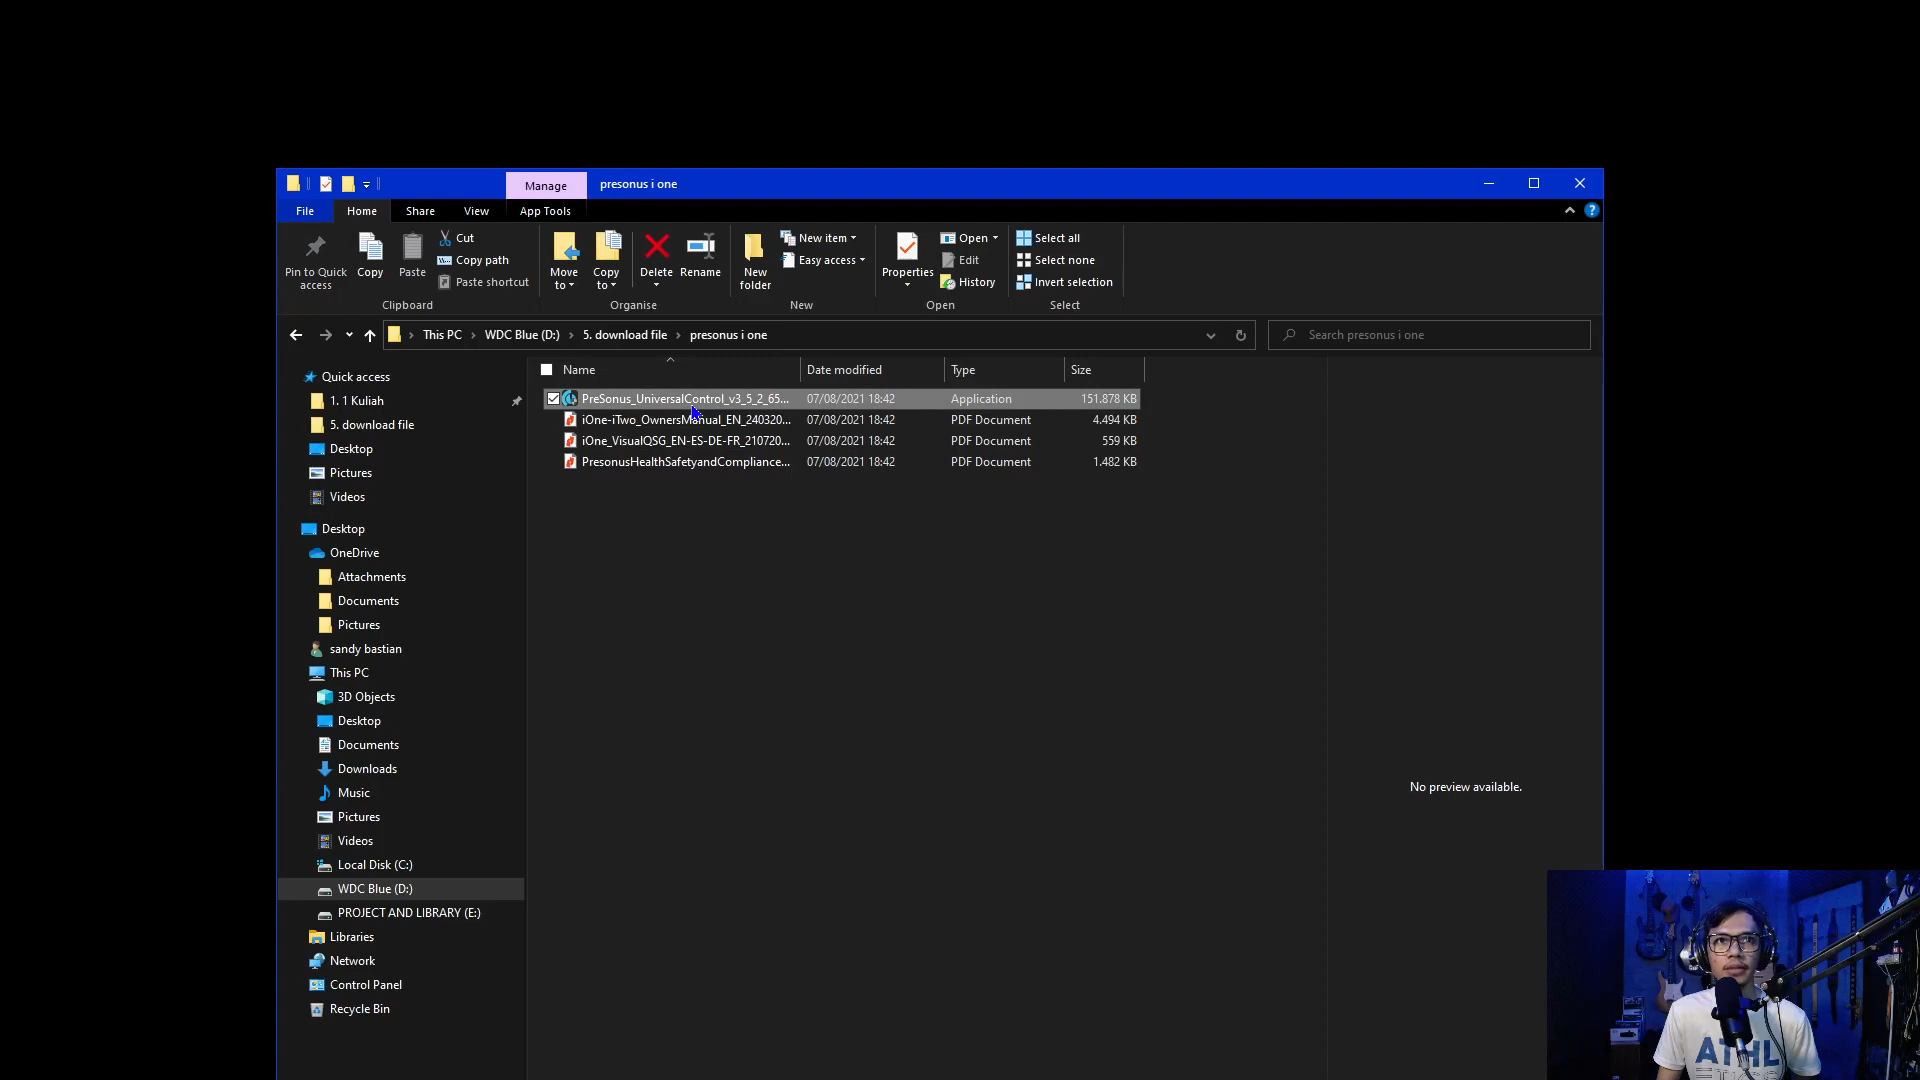 Manage
presonus i one
File
Home
Share
View
App Tools
Pin to Quick access
Copy
Paste
Cut
Copy path
Paste shortcut
Clipboard
Move to
Copy to
Delete
Rename
Organise
New folder
New item
Easy access
New
Properties
Open
Edit
History
Open
Select all
Select none
Invert selection
Select
This PC > WDC Blue (D:) > 5. download file > presonus i one
Search presonus i one
Name Date modified Type Size
PreSonus_UniversalControl_v3_5_2_65... 07/08/2021 18:42 Application 151.878 KB
iOne-iTwo_OwnersManual_EN_240320... 07/08/2021 18:42 PDF Document 4.494 KB
iOne_VisualQSG_EN-ES-DE-FR_210720... 07/08/2021 18:42 PDF Document 559 KB
PresonusHealthSafetyandCompliance... 07/08/2021 18:42 PDF Document 1.482 KB
Quick access
1. 1 Kuliah
5. download file
Desktop
Pictures
Videos
Desktop
OneDrive
Attachments
Documents
Pictures
sandy bastian
This PC
3D Objects
Desktop
Documents
Downloads
Music
Pictures
Videos
Local Disk (C:)
WDC Blue (D:)
PROJECT AND LIBRARY (E:)
Libraries
Network
Control Panel
Recycle Bin
No preview available.
ATHL